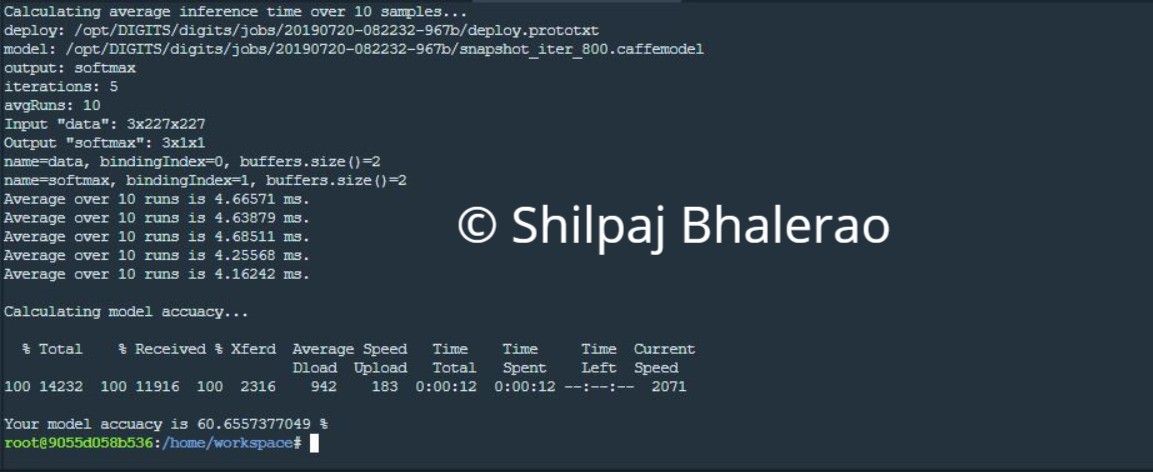 Calculating average inference time over 10 samples...
deploy: /opt/DIGITS/digits/jobs/20190720-082232-967b/deploy.prototxt
model: /opt/DIGITS/digits/jobs/20190720-082232-967b/snapshot_iter_800.caffemodel
output: softmax
iterations: 5
avgRuns: 10
Input "data": 3x227x227
Output "softmax": 3x1x1
name=data, bindingIndex=0, buffers.size()=2
name=softmax, bindingIndex=1, buffers.size()=2
Average over 10 runs is 4.66571 ms.
Average over 10 runs is 4.63879 ms.
Average over 10 runs is 4.68511 ms.
Average over 10 runs is 4.25568 ms.
Average over 10 runs is 4.16242 ms.
© Shilpaj Bhalerao
Calculating model accuacy...
% Total % Received % Xferd Average Speed Time Time Time Current
Dload Upload Total Spent Left Speed
100 14232 100 11916 100 2316 942 183 0:00:12 0:00:12 --:--:-- 2071
Your model accuacy is 60.6557377049 %
root@9055d058b536:/home/workspace#